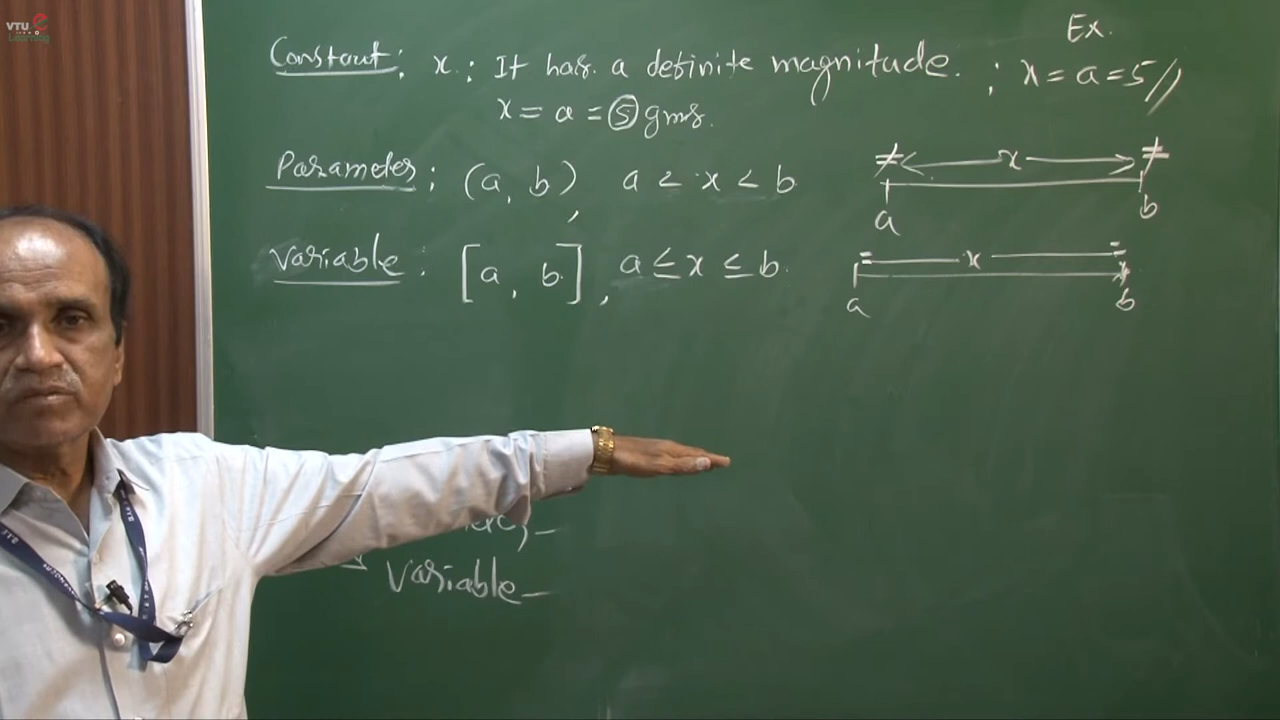 VTU e
Learning
Ex.
Constant : x : It has a definite magnitude. ; x = a = 5 //
x = a = 5 gms.
Parameter : (a, b), a < x < b
≠ x ≠
a b
Variable : [a, b], a ≤ x ≤ b.
= x =
a b
Variable —